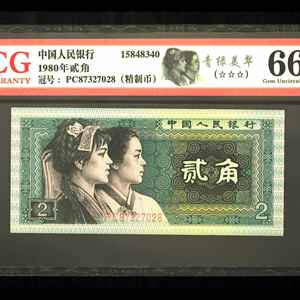 CG
WARRANTY
中国人民银行 15848340
1980年贰角
冠号： PC87327028 （精制币）
青绿美翠
(☆☆☆)
66
Gem Uncircul
中国人民银行
贰角
PC87327028
2
2